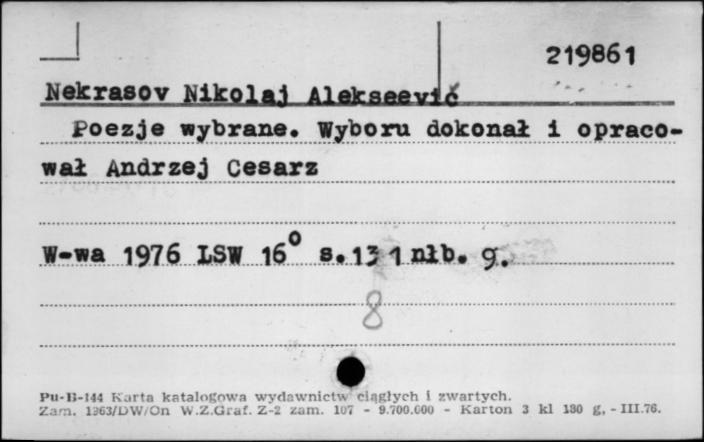 219861
Nekrasov Nikolaj Alekseevič
Poezje wybrane. Wyboru dokonał i opraco-
wał Andrzej Cesarz
W-wa 1976 LSW 16° s. 131 nłb. 9.
8
Pu-B-144 Karta katalogowa wydawnictw ciągłych i zwartych.
Zam. 1363/DW/On W.Z.Graf. Z-2 zam. 107 - 9.700.000 - Karton 3 kl 180 g, - III.76.